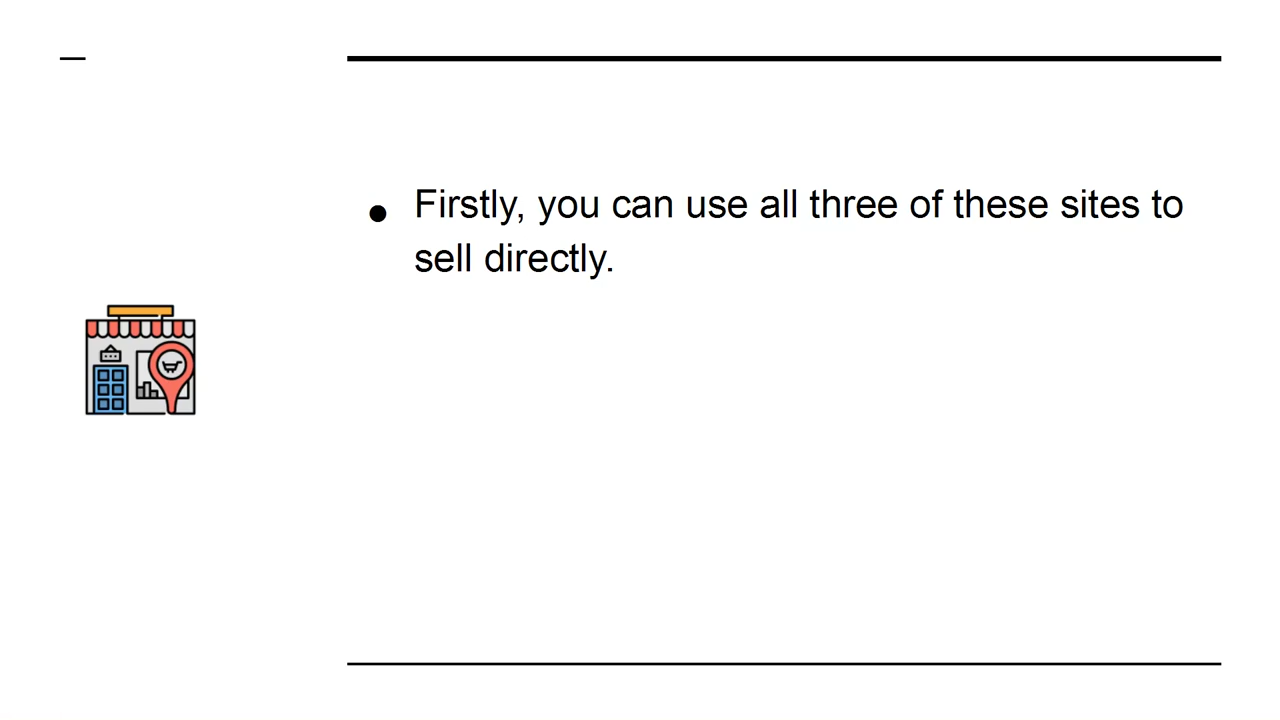 ● Firstly, you can use all three of these sites to
sell directly.